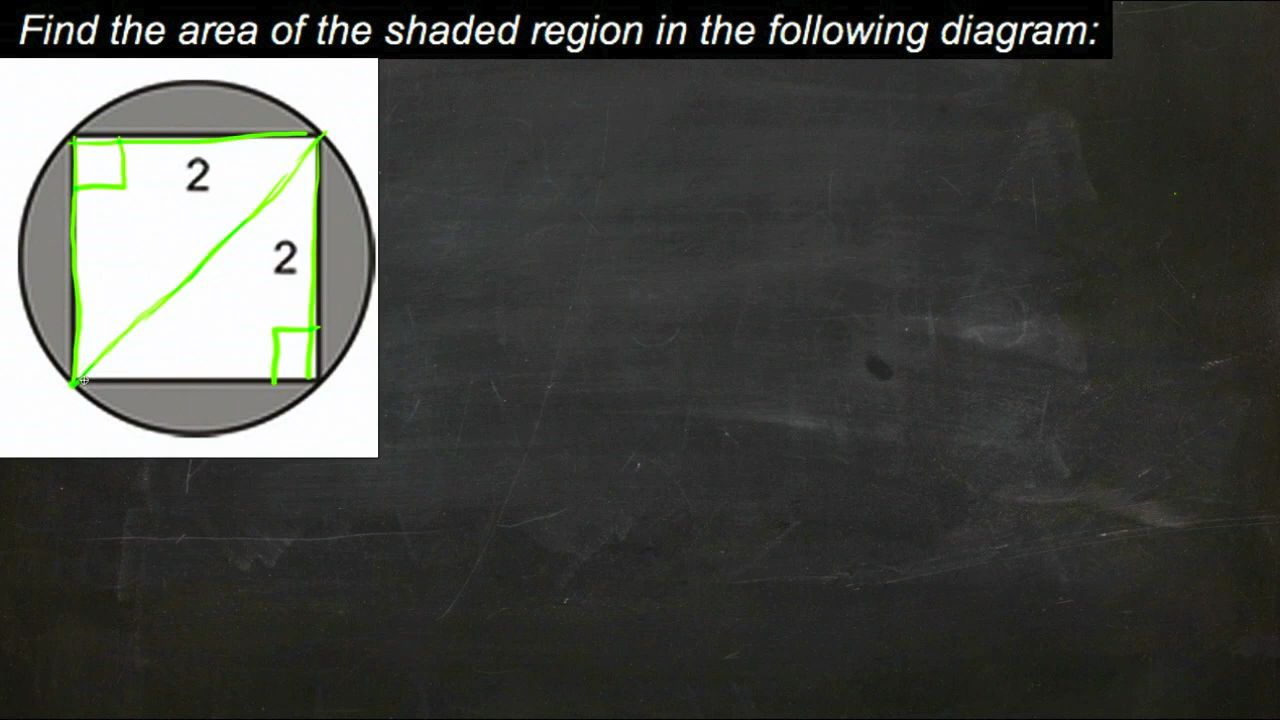 Find the area of the shaded region in the following diagram:
2
2